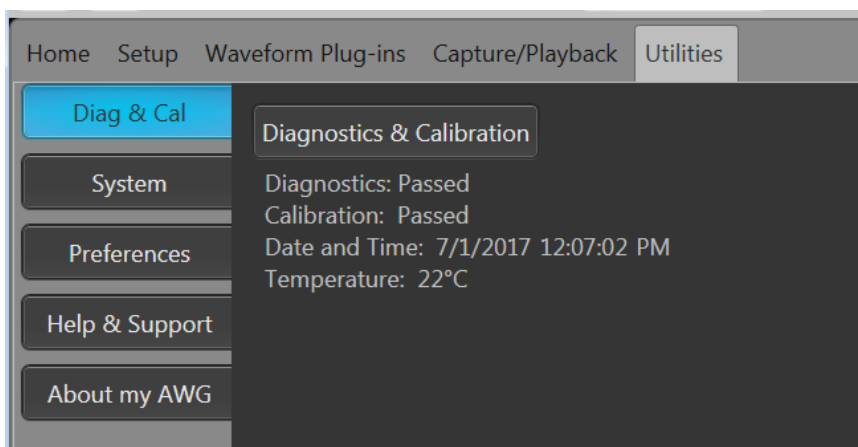 Home Setup Waveform Plug-ins Capture/Playback Utilities
Diag & Cal
Diagnostics & Calibration
System
Diagnostics: Passed
Calibration: Passed
Preferences
Date and Time: 7/1/2017 12:07:02 PM
Temperature: 22°C
Help & Support
About my AWG